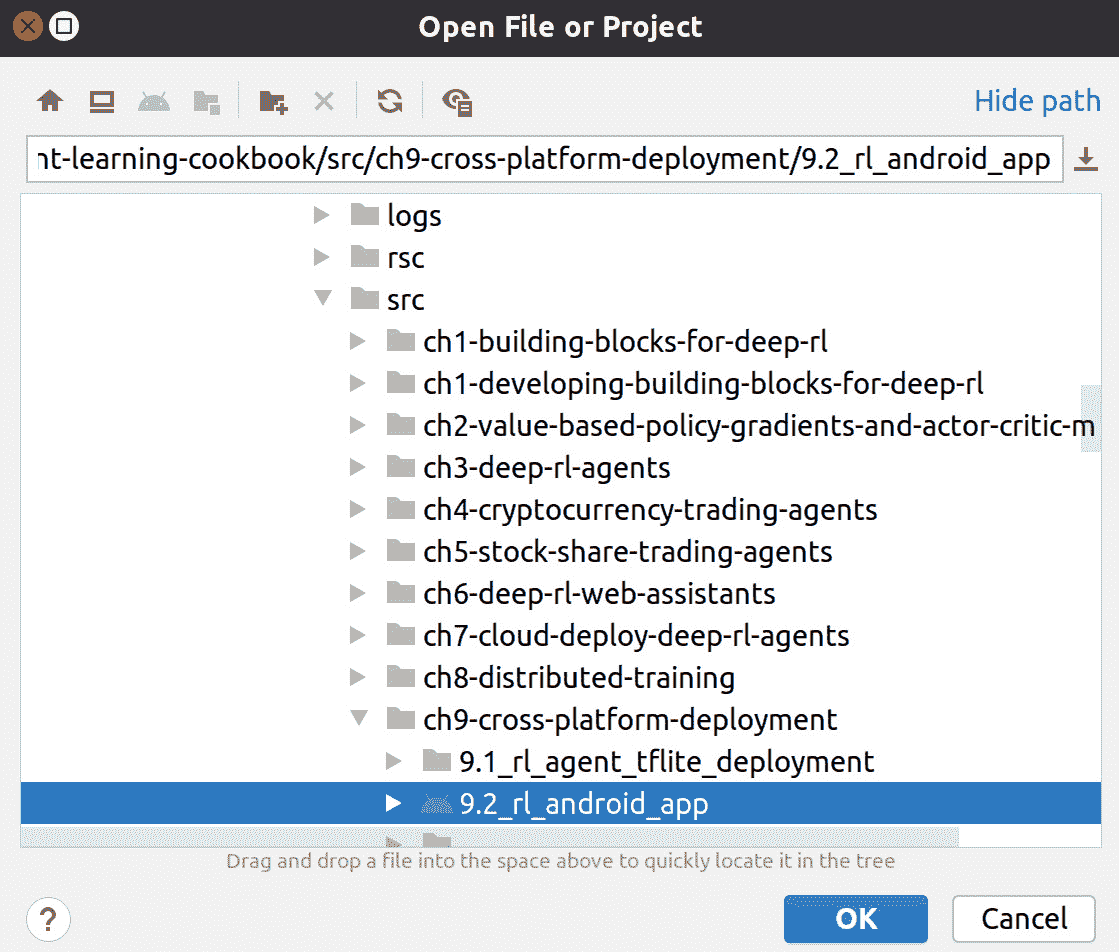 Open File or Project
Hide path
nt-learning-cookbook/src/ch9-cross-platform-deployment/9.2_rl_android_app
logs
rsc
src
ch1-building-blocks-for-deep-rl
ch1-developing-building-blocks-for-deep-rl
ch2-value-based-policy-gradients-and-actor-critic-m
ch3-deep-rl-agents
ch4-cryptocurrency-trading-agents
ch5-stock-share-trading-agents
ch6-deep-rl-web-assistants
ch7-cloud-deploy-deep-rl-agents
ch8-distributed-training
ch9-cross-platform-deployment
9.1_rl_agent_tflite_deployment
9.2_rl_android_app
Drag and drop a file into the space above to quickly locate it in the tree
?
OK
Cancel